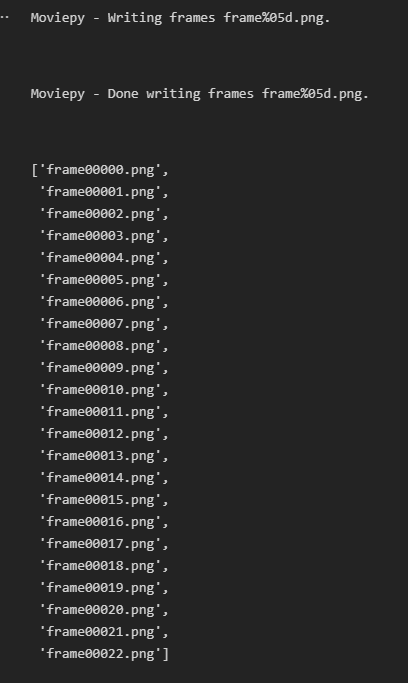 Moviepy - Writing frames frame%05d.png.
Moviepy - Done writing frames frame%05d.png.
['frame00000.png',
'frame00001.png',
'frame00002.png',
'frame00003.png',
'frame00004.png',
'frame00005.png',
'frame00006.png',
'frame00007.png',
'frame00008.png',
'frame00009.png',
'frame00010.png',
'frame00011.png',
'frame00012.png',
'frame00013.png',
'frame00014.png',
'frame00015.png',
'frame00016.png',
'frame00017.png',
'frame00018.png',
'frame00019.png',
'frame00020.png',
'frame00021.png',
'frame00022.png']